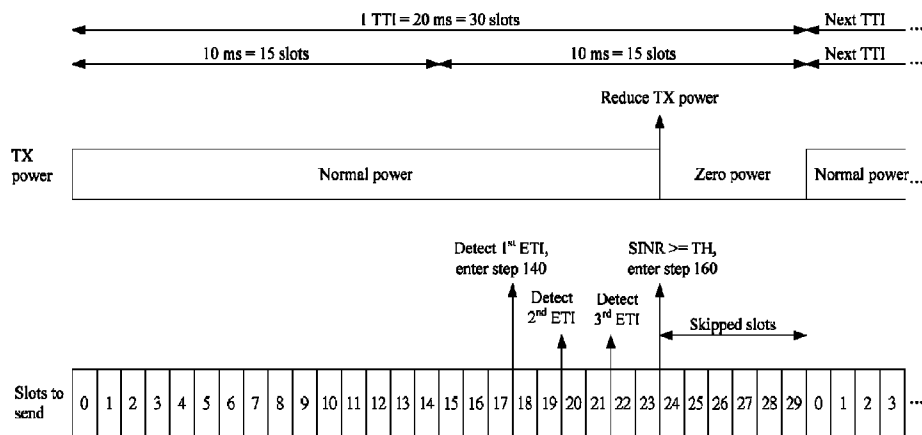 1 TTI = 20 ms = 30 slots Next TTI ...
10 ms = 15 slots 10 ms = 15 slots Next TTI ...
Reduce TX power
TX
power
Normal power Zero power Normal power ...
Detect 1st ETI,
enter step 140
SINR >= TH,
enter step 160
Detect
2nd ETI
Detect
3rd ETI
Skipped slots
Slots to
send
0 1 2 3 4 5 6 7 8 9 10 11 12 13 14 15 16 17 18 19 20 21 22 23 24 25 26 27 28 29 0 1 2 3 ...